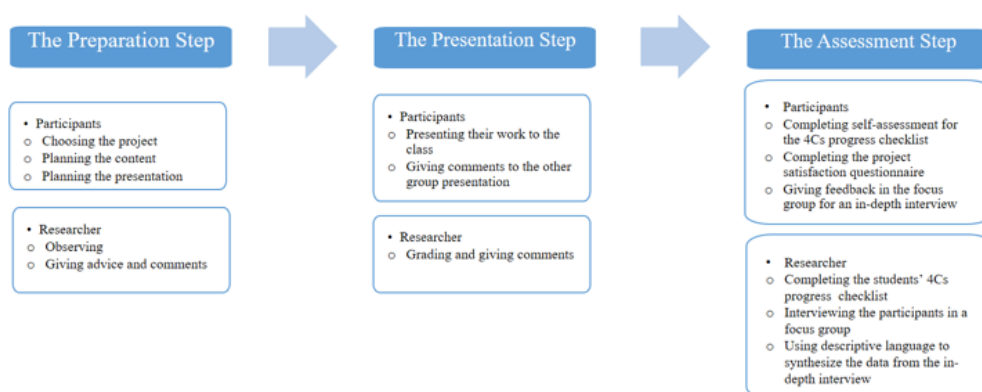 The Preparation Step
• Participants
o Choosing the project
o Planning the content
o Planning the presentation
• Researcher
o Observing
o Giving advice and comments
The Presentation Step
• Participants
o Presenting their work to the
class
o Giving comments to the other
group presentation
• Researcher
o Grading and giving comments
The Assessment Step
• Participants
o Completing self-assessment for
the 4Cs progress checklist
o Completing the project
satisfaction questionnaire
o Giving feedback in the focus
group for an in-depth interview
• Researcher
o Completing the students' 4Cs
progress checklist
o Interviewing the participants in a
focus group
o Using descriptive language to
synthesize the data from the in-
depth interview